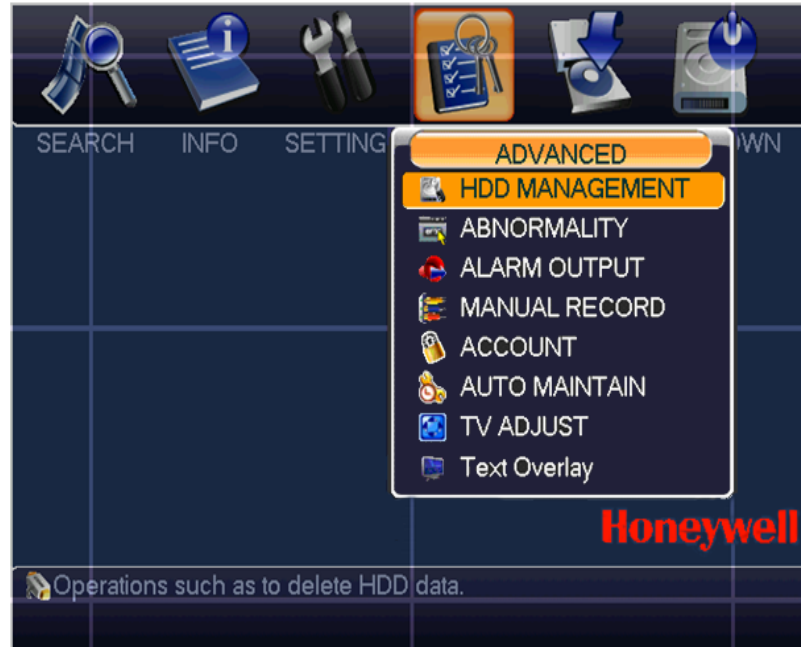 SEARCH INFO SETTING WN
ADVANCED
HDD MANAGEMENT
ABNORMALITY
ALARM OUTPUT
MANUAL RECORD
ACCOUNT
AUTO MAINTAIN
TV ADJUST
Text Overlay
Honeywell
Operations such as to delete HDD data.